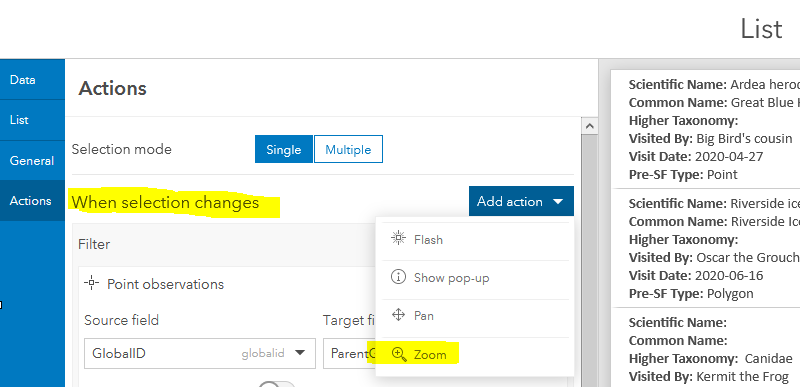 List
Data
List
General
Actions
Actions
Selection mode
Single
Multiple
When selection changes
Add action
Flash
Show pop-up
Pan
Zoom
Filter
Point observations
Source field
Target fi
GlobalID
globalid
Scientific Name: Ardea hero
Common Name: Great Blue
Higher Taxonomy:
Visited By: Big Bird's cousin
Visit Date: 2020-04-27
Pre-SF Type: Point
Scientific Name: Riverside ice
Common Name: Riverside Ice
Higher Taxonomy:
Visited By: Oscar the Grouch
Visit Date: 2020-06-16
Pre-SF Type: Polygon
Scientific Name:
Common Name:
Higher Taxonomy: Canidae
Visited By: Kermit the Frog